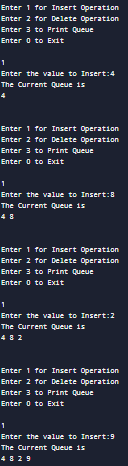 Enter 1 for Insert Operation
Enter 2 for Delete Operation
Enter 3 to Print Queue
Enter 0 to Exit
1
Enter the value to Insert:4
The Current Queue is
4
Enter 1 for Insert Operation
Enter 2 for Delete Operation
Enter 3 to Print Queue
Enter 0 to Exit
1
Enter the value to Insert:8
The Current Queue is
4 8
Enter 1 for Insert Operation
Enter 2 for Delete Operation
Enter 3 to Print Queue
Enter 0 to Exit
1
Enter the value to Insert:2
The Current Queue is
4 8 2
Enter 1 for Insert Operation
Enter 2 for Delete Operation
Enter 3 to Print Queue
Enter 0 to Exit
1
Enter the value to Insert:9
The Current Queue is
4 8 2 9